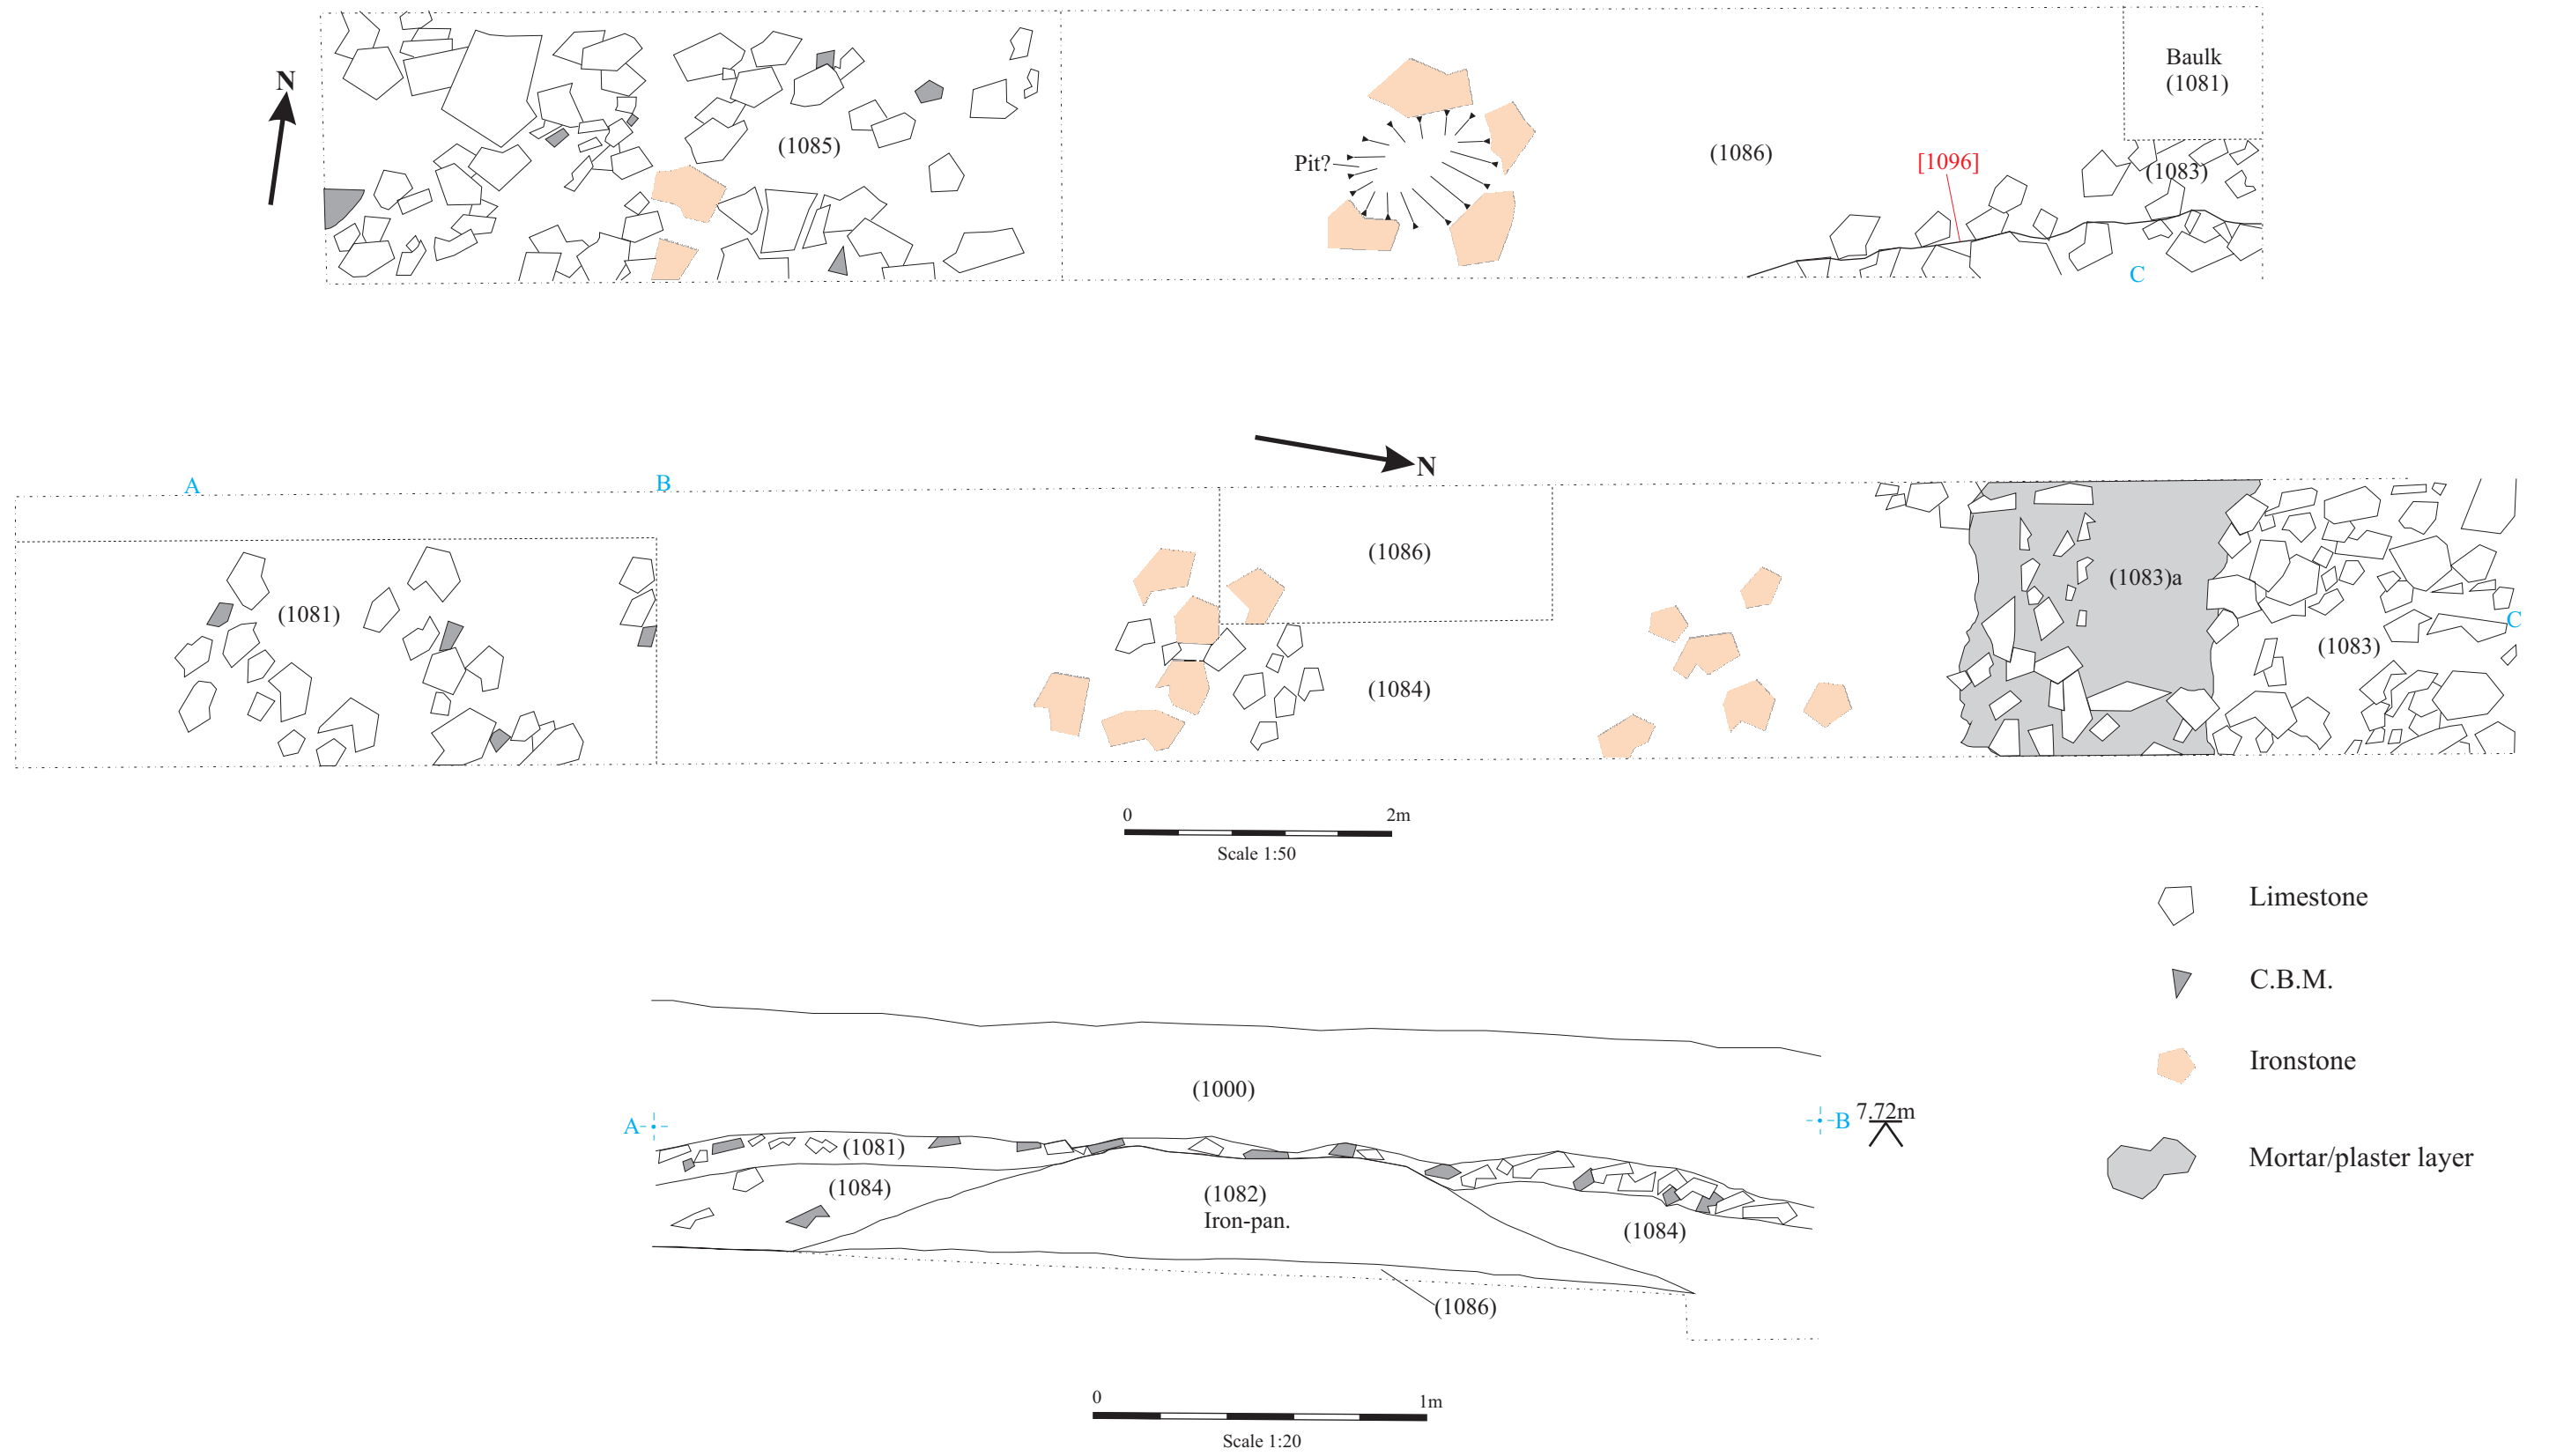 N
(1085)
Pit?
(1086)
[1096]
Baulk
(1081)
(1083)
C
N
A
B
(1081)
(1086)
(1084)
(1083)a
(1083)
C
0 2m
Scale 1:50
Limestone
C.B.M.
Ironstone
Mortar/plaster layer
(1000)
A
B 7.72m
(1081)
(1084)
(1082)
Iron-pan.
(1084)
(1086)
0 1m
Scale 1:20